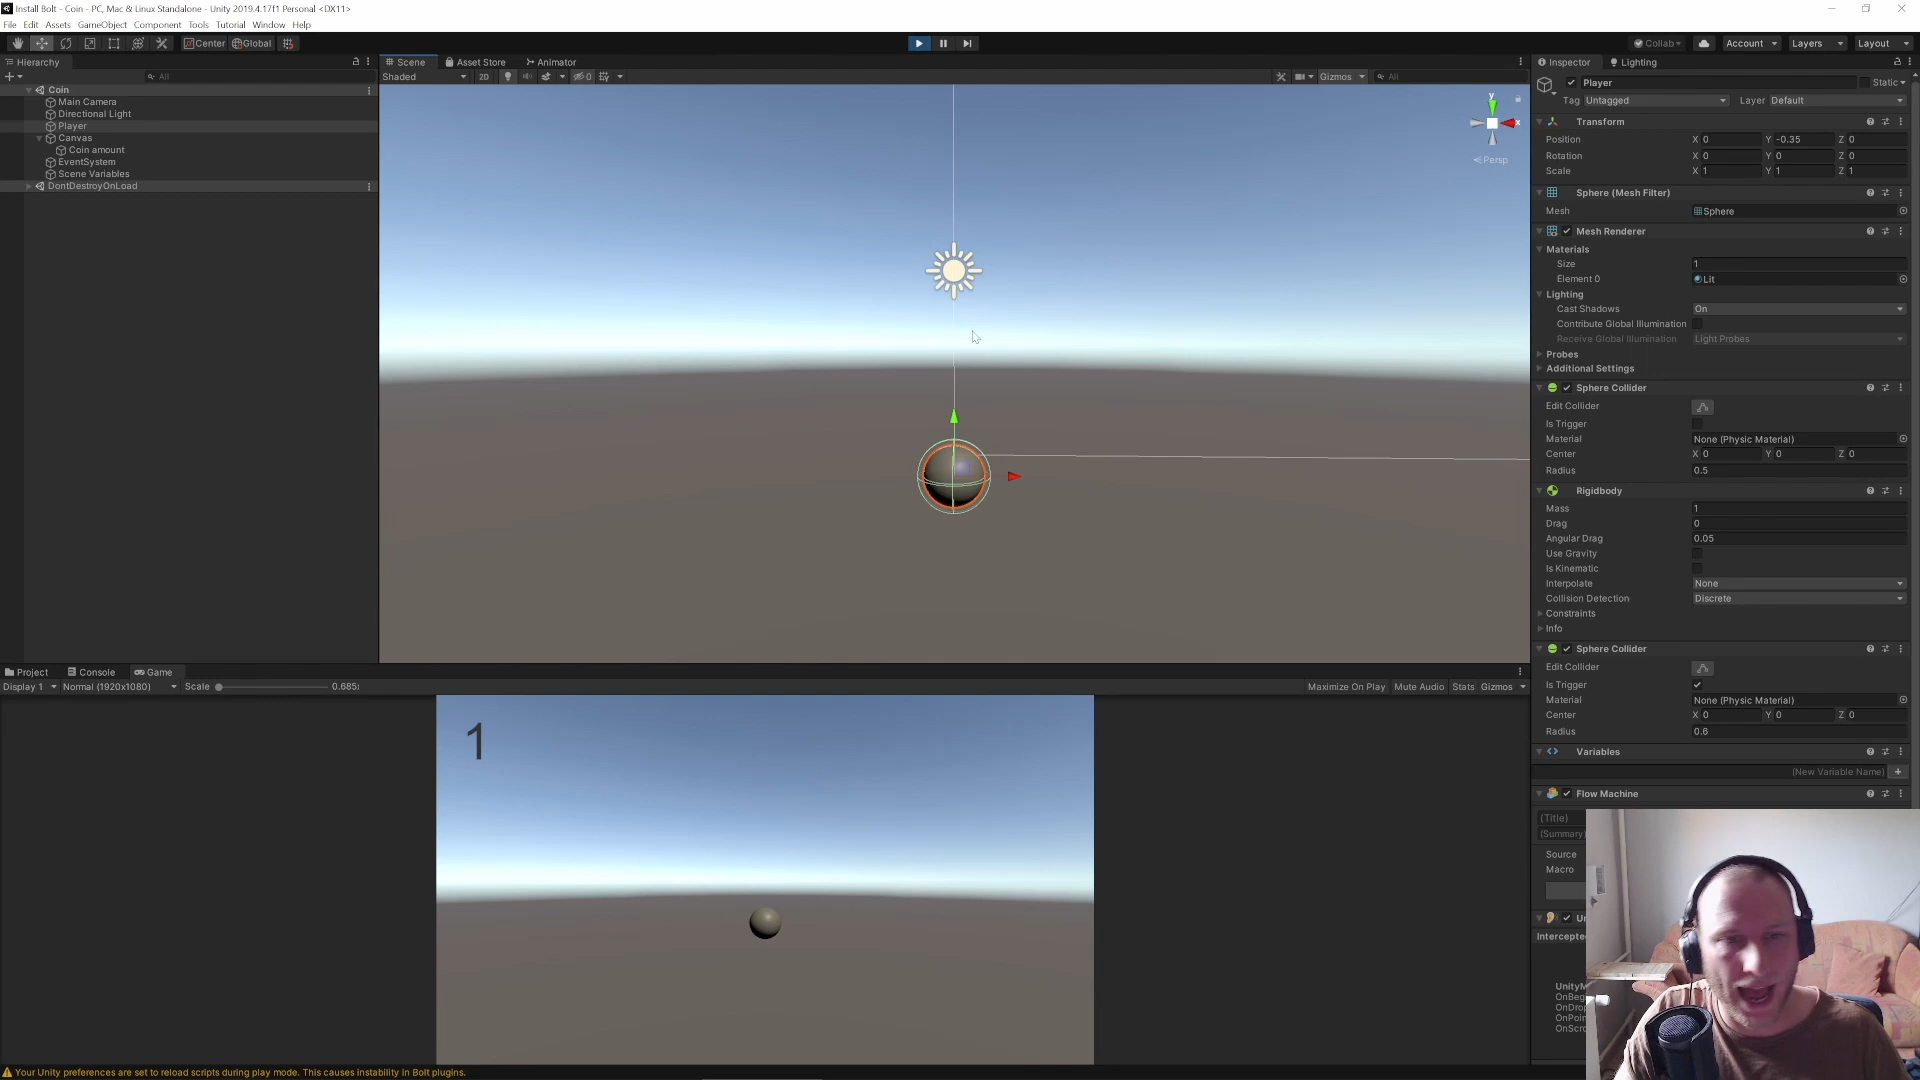 Install Bolt - Coin - PC, Mac & Linux Standalone - Unity 2019.4.17f1 Personal <DX11>
File Edit Assets GameObject Component Tools Tutorial Window Help
Center Global
Collab Account Layers Layout
Hierarchy
All
Coin
Main Camera
Directional Light
Player
Canvas
Coin amount
EventSystem
Scene Variables
DontDestroyOnLoad
Scene Asset Store Animator
Shaded 2D 0 Gizmos All
y
x
Persp
Inspector Lighting
Player Static
Tag Untagged Layer Default
Transform
Position X 0 Y -0.35 Z 0
Rotation X 0 Y 0 Z 0
Scale X 1 Y 1 Z 1
Sphere (Mesh Filter)
Mesh Sphere
Mesh Renderer
Materials
Size 1
Element 0 Lit
Lighting
Cast Shadows On
Contribute Global Illumination
Receive Global Illumination Light Probes
Probes
Additional Settings
Sphere Collider
Edit Collider
Is Trigger
Material None (Physic Material)
Center X 0 Y 0 Z 0
Radius 0.5
Rigidbody
Mass 1
Drag 0
Angular Drag 0.05
Use Gravity
Is Kinematic
Interpolate None
Collision Detection Discrete
Constraints
Info
Sphere Collider
Edit Collider
Is Trigger
Material None (Physic Material)
Center X 0 Y 0 Z 0
Radius 0.6
Variables
(New Variable Name)
Flow Machine
(Title)
(Summary)
Source
Macro
Un
Intercepte
UnityM
OnBeg
OnDrop
OnPoin
OnScro
Project Console Game
Display 1 Normal (1920x1080) Scale 0.685
Maximize On Play Mute Audio Stats Gizmos
1
Your Unity preferences are set to reload scripts during play mode. This causes instability in Bolt plugins.